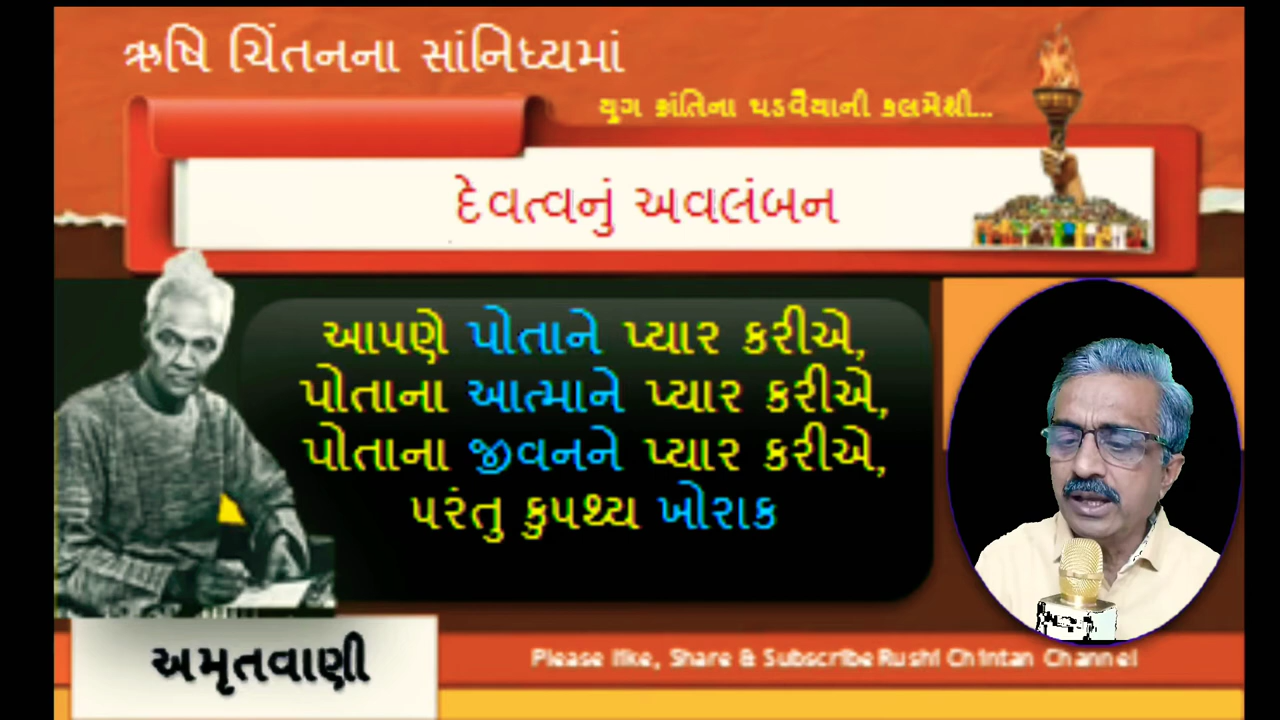 ઋષિ ચિંતનના સાંનિધ્યમાં
યુગ ક્રાંતિના ઘડવૈયાની કલમેથી...
દેવત્વનું અવલંબન
આપણે પોતાને પ્યાર કરીએ,
પોતાના આત્માને પ્યાર કરીએ,
પોતાના જીવનને પ્યાર કરીએ,
પરંતુ કુપથ્ય ખોરાક
અમૃતવાણી
Please like, Share & Subscribe Rushi Chintan Channel